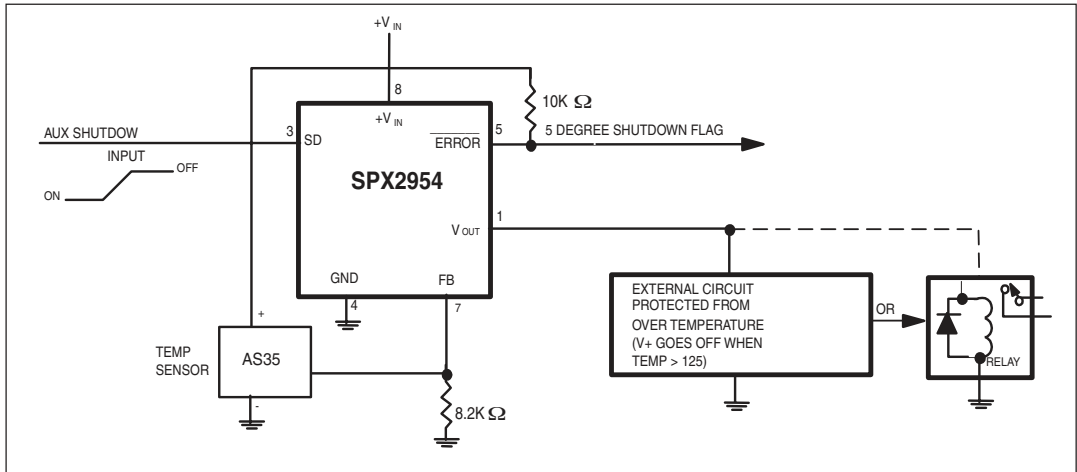 +V IN
8
+V IN
10K Ω
AUX SHUTDOW
3
SD
ERROR
5
5 DEGREE SHUTDOWN FLAG
INPUT
OFF
ON
SPX2954
1
V OUT
GND
FB
4
7
EXTERNAL CIRCUIT
PROTECTED FROM
OVER TEMPERATURE
(V+ GOES OFF WHEN
TEMP > 125)
OR
RELAY
+
TEMP
SENSOR
AS35
-
8.2K Ω